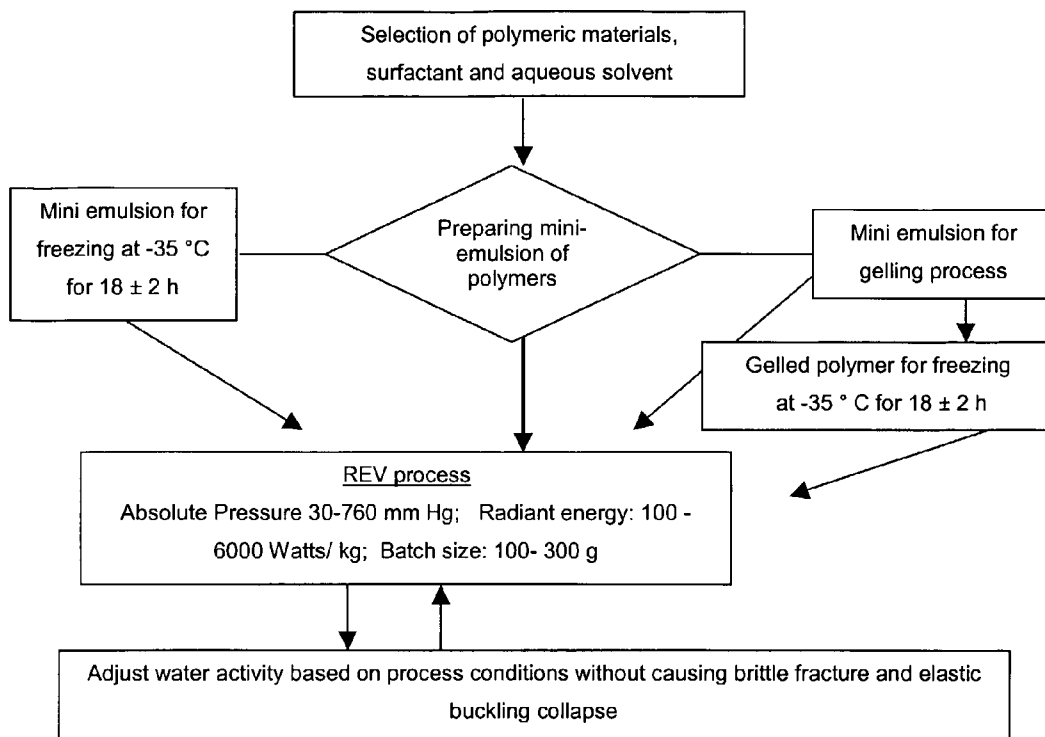 Selection of polymeric materials,
surfactant and aqueous solvent
Mini emulsion for
freezing at -35 °C
for 18 ± 2 h
Preparing mini-
emulsion of
polymers
Mini emulsion for
gelling process
Gelled polymer for freezing
at -35 ° C for 18 ± 2 h
REV process
Absolute Pressure 30-760 mm Hg; Radiant energy: 100 -
6000 Watts/ kg; Batch size: 100- 300 g
Adjust water activity based on process conditions without causing brittle fracture and elastic
buckling collapse